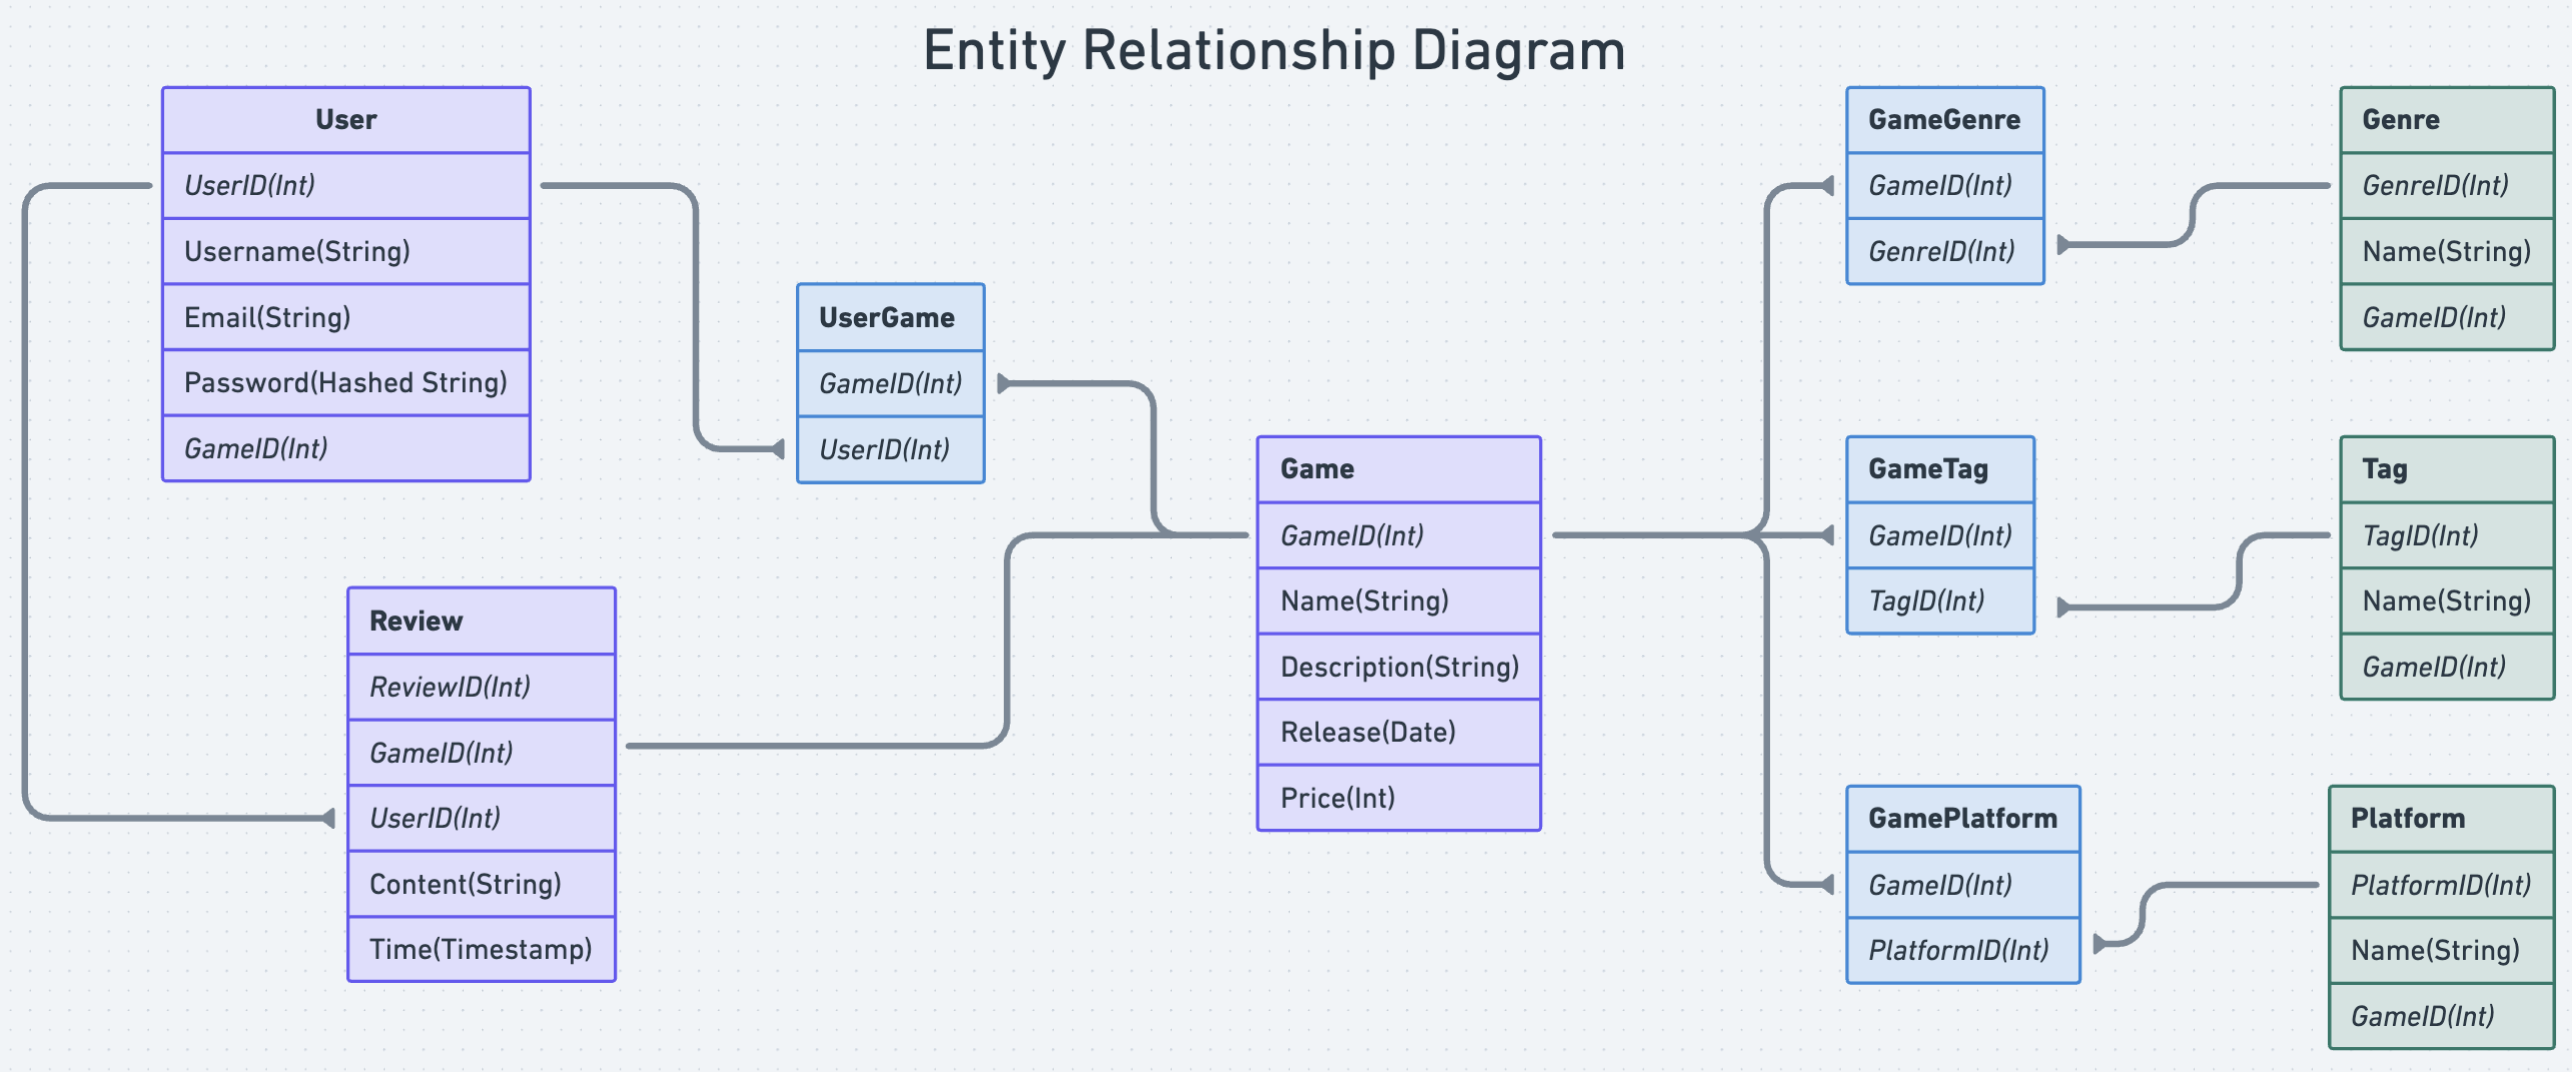 Entity Relationship Diagram
User
UserID(Int)
Username(String)
Email(String)
Password(Hashed String)
GameID(Int)
UserGame
GameID(Int)
UserID(Int)
Review
ReviewID(Int)
GameID(Int)
UserID(Int)
Content(String)
Time(Timestamp)
Game
GameID(Int)
Name(String)
Description(String)
Release(Date)
Price(Int)
GameGenre
GameID(Int)
GenreID(Int)
Genre
GenreID(Int)
Name(String)
GameID(Int)
GameTag
GameID(Int)
TagID(Int)
Tag
TagID(Int)
Name(String)
GameID(Int)
GamePlatform
GameID(Int)
PlatformID(Int)
Platform
PlatformID(Int)
Name(String)
GameID(Int)